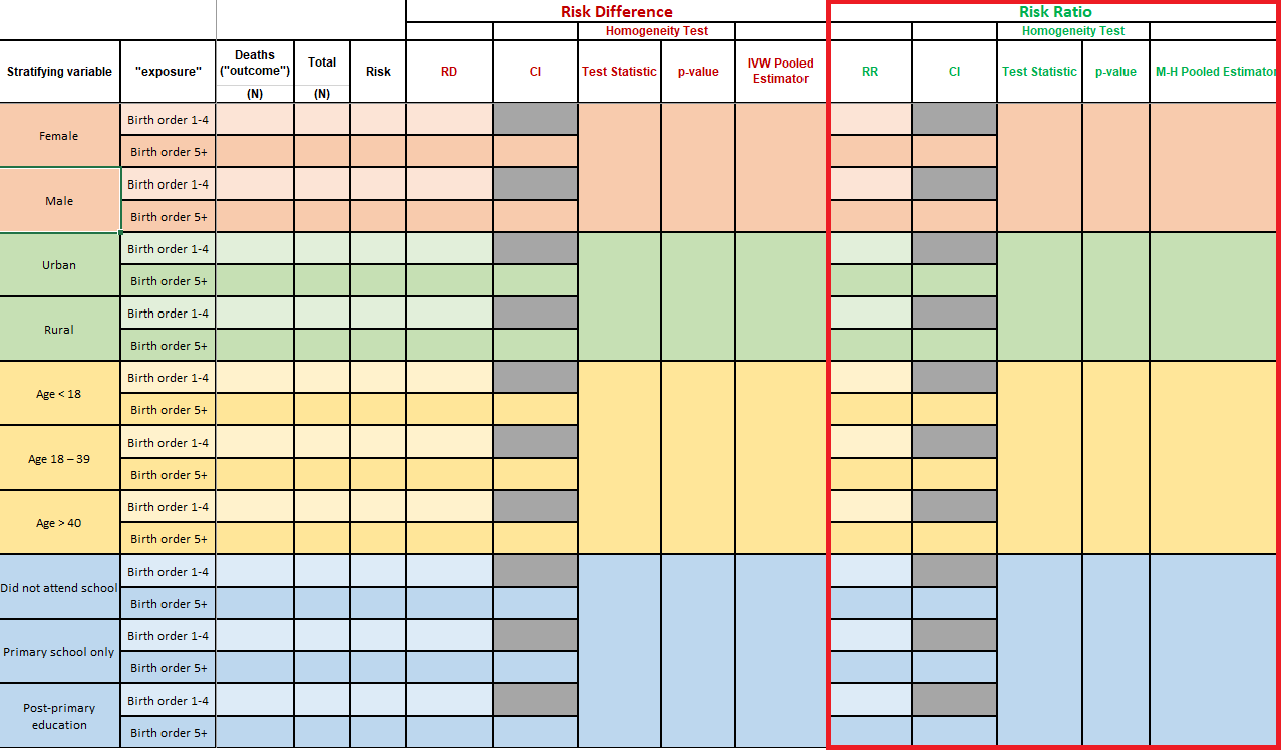 Risk Difference
Risk Ratio
Homogeneity Test
Homogeneity Test
Stratifying variable
"exposure"
Deaths
("outcome")
(N)
Total
(N)
Risk
RD
CI
Test Statistic
p-value
IVW Pooled
Estimator
RR
CI
Test Statistic
p-value
M-H Pooled Estimator
Female
Birth order 1-4
Birth order 5+
Male
Birth order 1-4
Birth order 5+
Urban
Birth order 1-4
Birth order 5+
Rural
Birth order 1-4
Birth order 5+
Age < 18
Birth order 1-4
Birth order 5+
Age 18 – 39
Birth order 1-4
Birth order 5+
Age > 40
Birth order 1-4
Birth order 5+
Did not attend school
Birth order 1-4
Birth order 5+
Primary school only
Birth order 1-4
Birth order 5+
Post-primary
education
Birth order 1-4
Birth order 5+